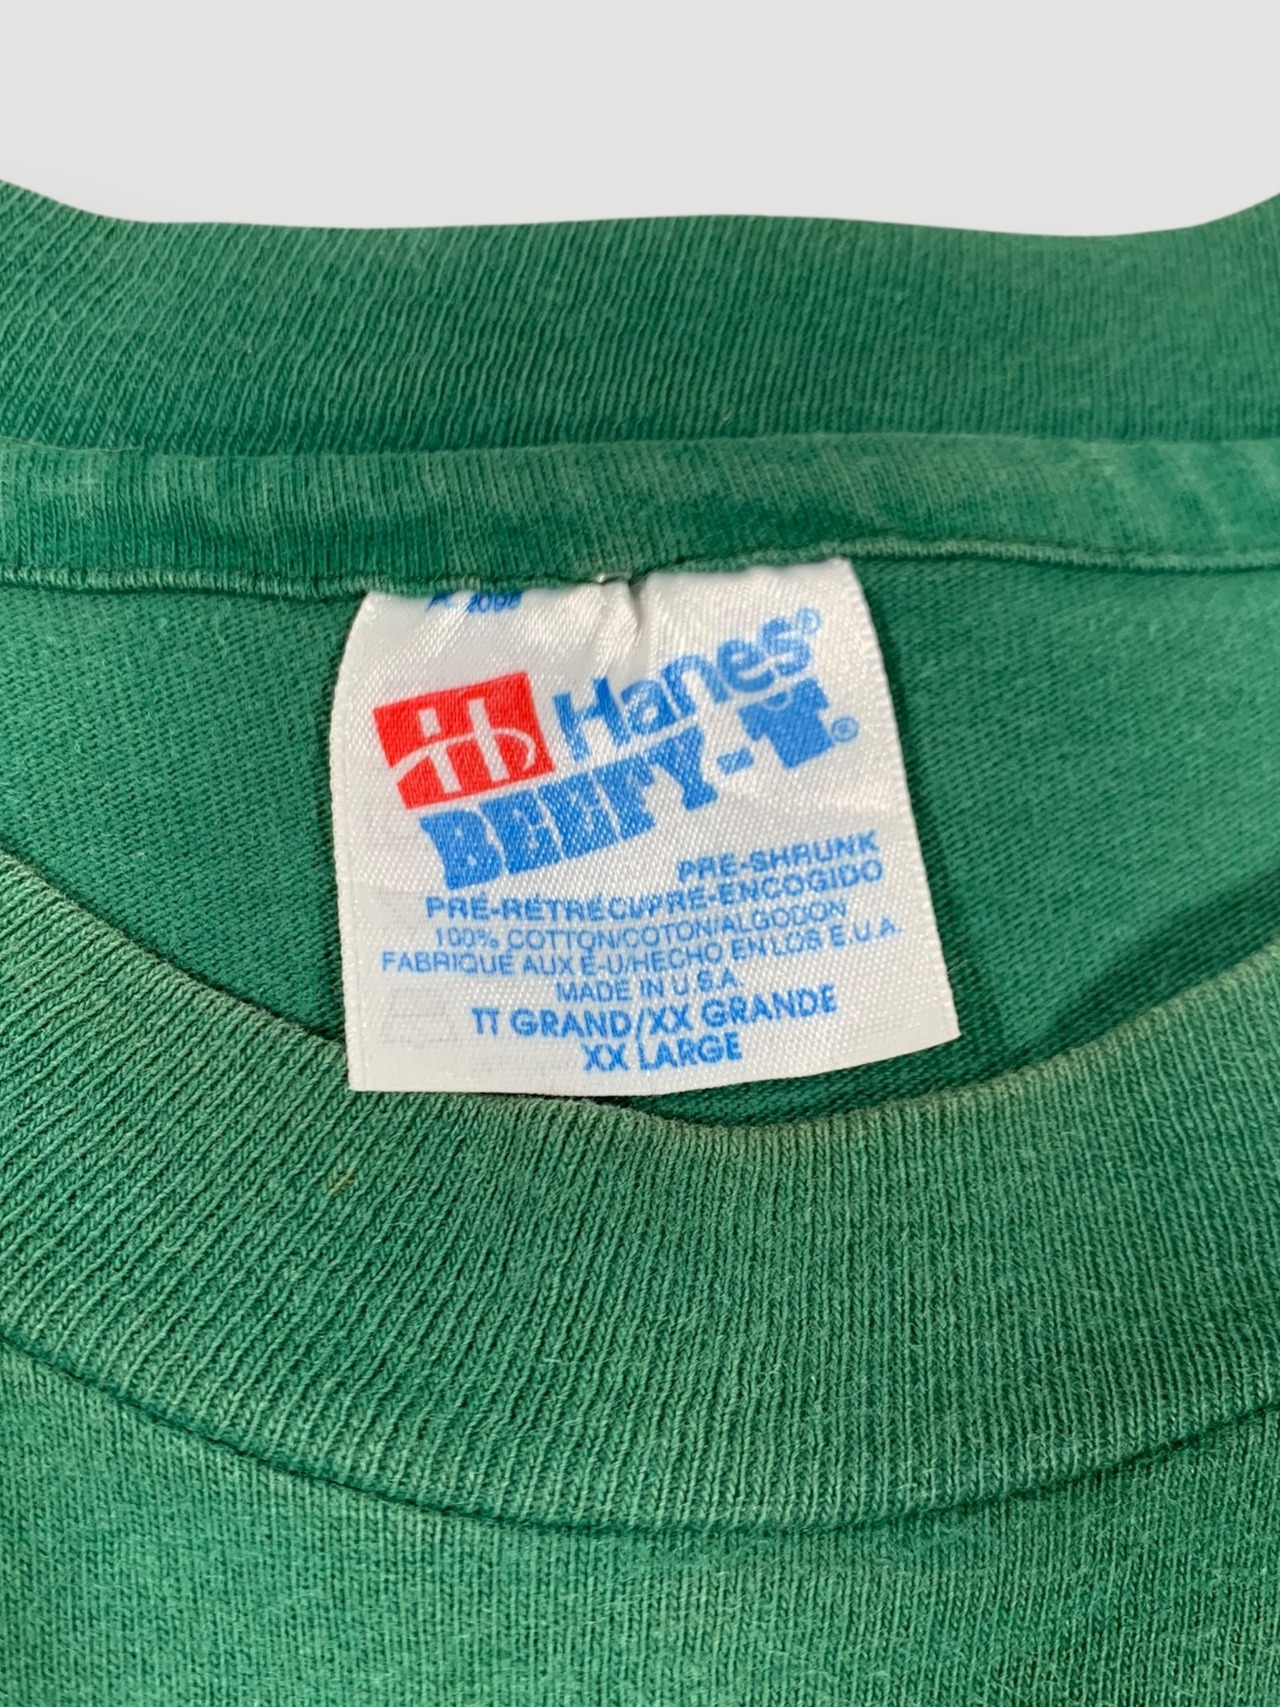 Hanes®
BEEFY-T®
PRE-SHRUNK
PRÉ-RÉTRÉCI/PRE-ENCOGIDO
100% COTTON/COTON/ALGODON
FABRIQUÉ AUX É-U/HECHO EN LOS E.U.A.
MADE IN U.S.A.
TT GRAND/XX GRANDE
XX LARGE